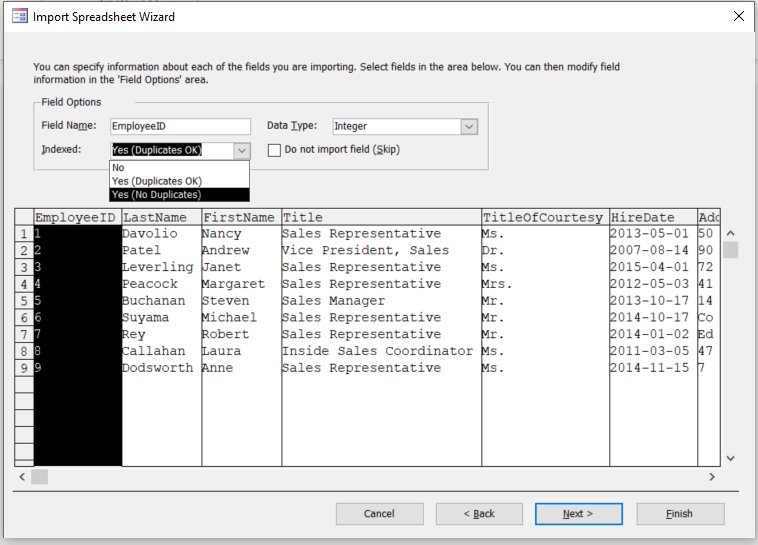 Import Spreadsheet Wizard
You can specify information about each of the fields you are importing. Select fields in the area below. You can then modify field
information in the 'Field Options' area.
Field Options
Field Name: EmployeeID Data Type: Integer
Indexed: Yes (Duplicates OK) Do not import field (Skip)
No
Yes (Duplicates OK)
Yes (No Duplicates)
EmployeeID LastName FirstName Title TitleOfCourtesy HireDate Add
1 1 Davolio Nancy Sales Representative Ms. 2013-05-01 50
2 2 Patel Andrew Vice President, Sales Dr. 2007-08-14 90
3 3 Leverling Janet Sales Representative Ms. 2015-04-01 72
4 4 Peacock Margaret Sales Representative Mrs. 2012-05-03 41
5 5 Buchanan Steven Sales Manager Mr. 2013-10-17 14
6 6 Suyama Michael Sales Representative Mr. 2014-10-17 Co
7 7 Rey Robert Sales Representative Mr. 2014-01-02 Ed
8 8 Callahan Laura Inside Sales Coordinator Ms. 2011-03-05 47
9 9 Dodsworth Anne Sales Representative Ms. 2014-11-15 7
Cancel < Back Next > Finish